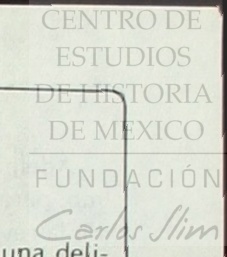 CENTRO DE
ESTUDIOS
DE HISTORIA
DE MEXICO
FUNDACIÓN
Carlos Slim
una deli-